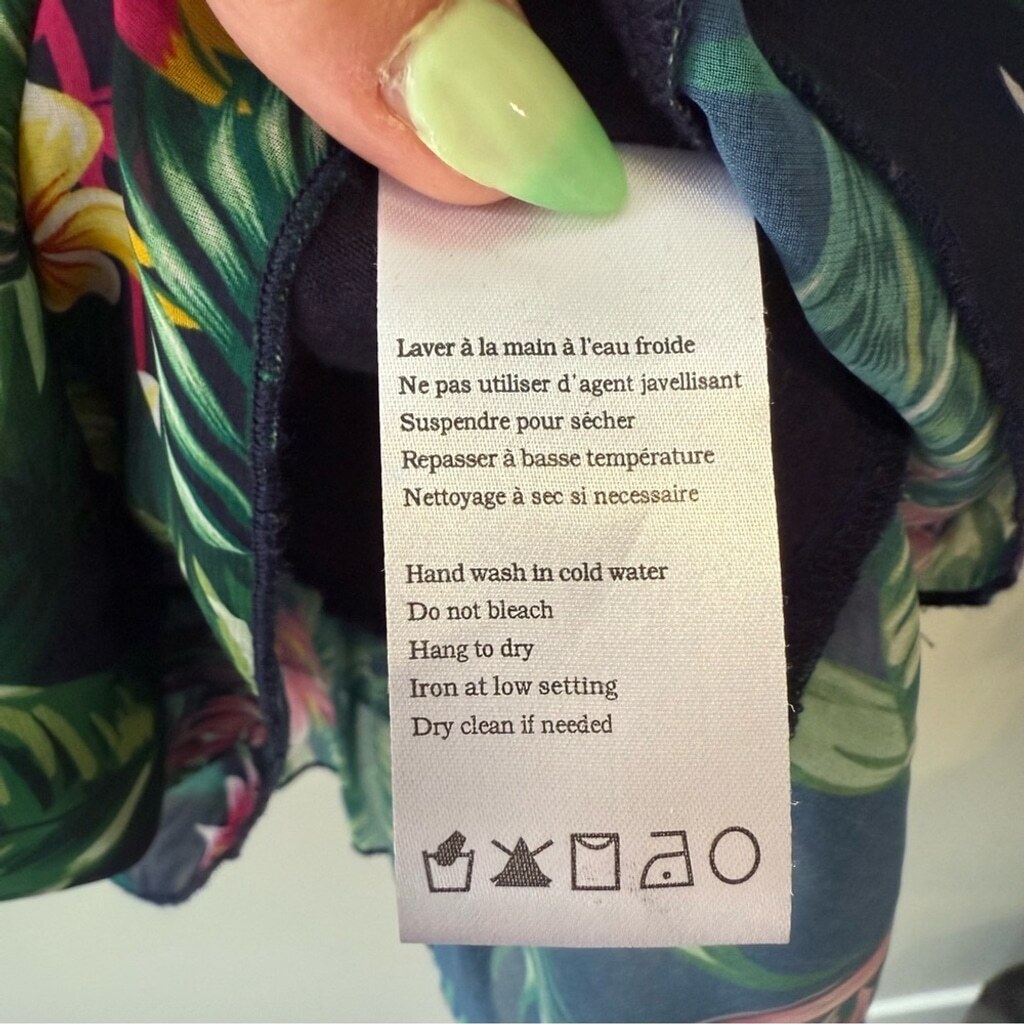 Laver à la main à l'eau froide
Ne pas utiliser d'agent javellisant
Suspendre pour sécher
Repasser à basse température
Nettoyage à sec si necessaire
Hand wash in cold water
Do not bleach
Hang to dry
Iron at low setting
Dry clean if needed